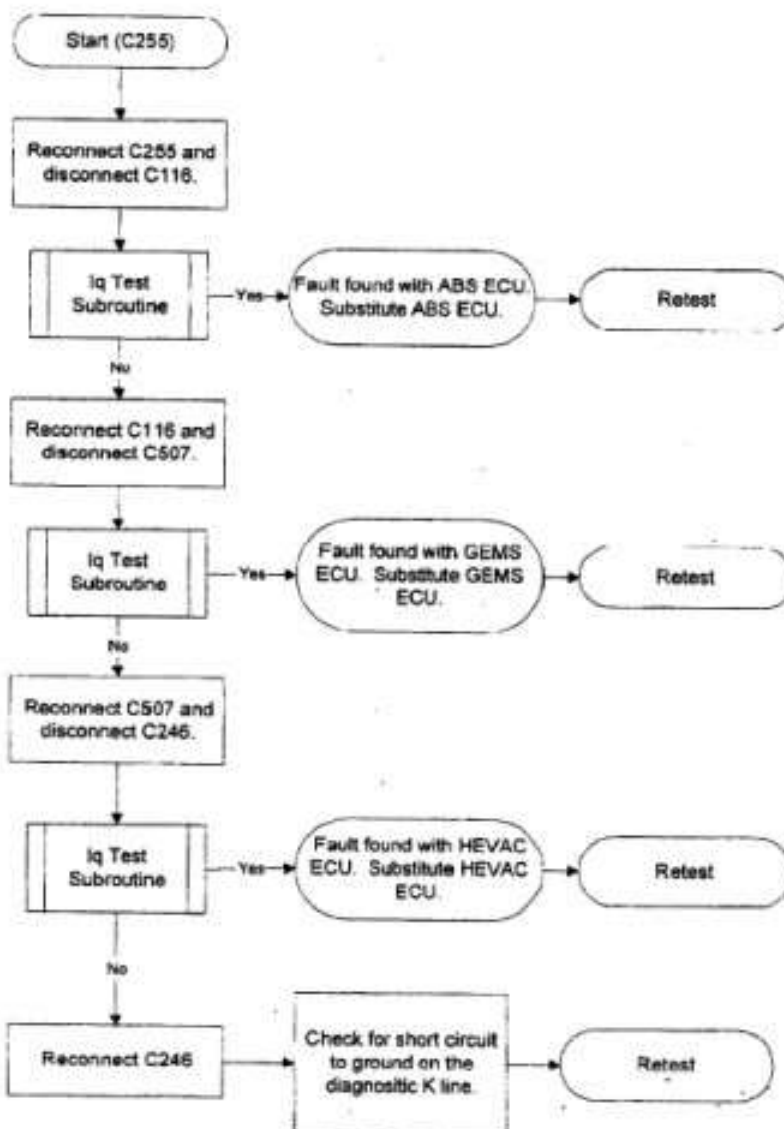 Start (C255)
Reconnect C255 and
disconnect C116.
Iq Test
Subroutine
Yes
Fault found with ABS ECU.
Substitute ABS ECU.
Retest
No
Reconnect C116 and
disconnect C507.
Iq Test
Subroutine
Yes
Fault found with GEMS
ECU. Substitute GEMS
ECU.
Retest
No
Reconnect C507 and
disconnect C246.
Iq Test
Subroutine
Yes
Fault found with HEVAC
ECU. Substitute HEVAC
ECU.
Retest
No
Reconnect C246
Check for short circuit
to ground on the
diagnositic K line.
Retest